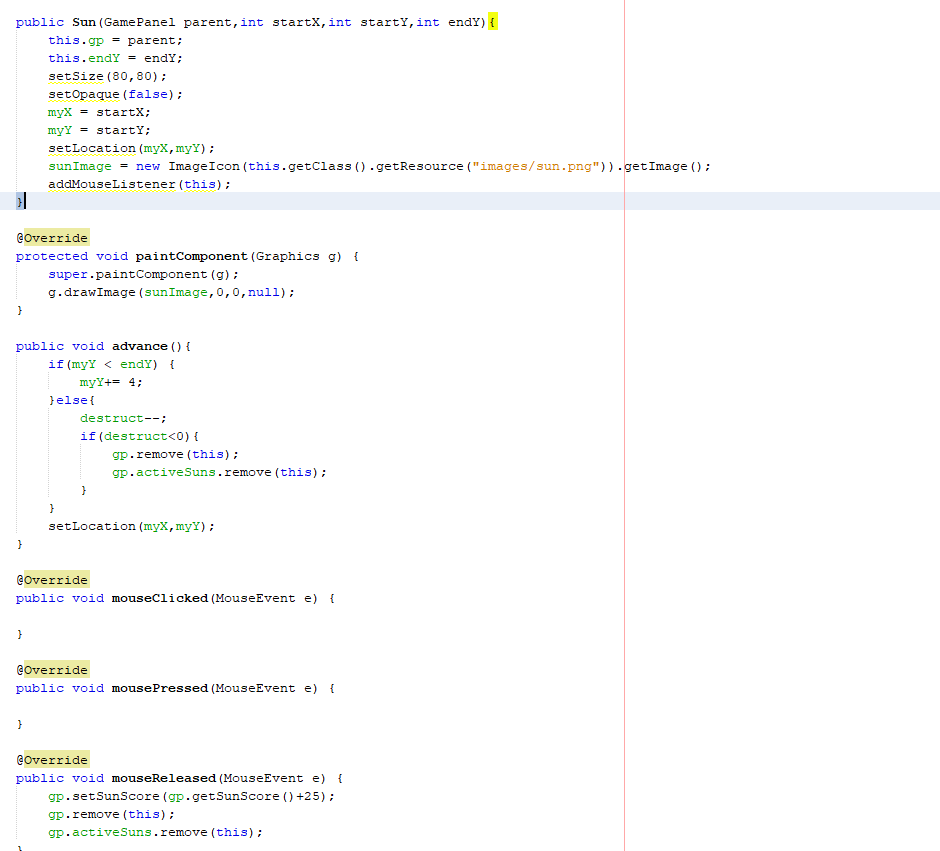 public Sun(GamePanel parent,int startX,int startY,int endY){
    this.gp = parent;
    this.endY = endY;
    setSize(80,80);
    setOpaque(false);
    myX = startX;
    myY = startY;
    setLocation(myX,myY);
    sunImage = new ImageIcon(this.getClass().getResource("images/sun.png")).getImage();
    addMouseListener(this);
}

@Override
protected void paintComponent(Graphics g) {
    super.paintComponent(g);
    g.drawImage(sunImage,0,0,null);
}

public void advance(){
    if(myY < endY) {
        myY+= 4;
    }else{
        destruct--;
        if(destruct<0){
            gp.remove(this);
            gp.activeSuns.remove(this);
        }
    }
    setLocation(myX,myY);
}

@Override
public void mouseClicked(MouseEvent e) {

}

@Override
public void mousePressed(MouseEvent e) {

}

@Override
public void mouseReleased(MouseEvent e) {
    gp.setSunScore(gp.getSunScore()+25);
    gp.remove(this);
    gp.activeSuns.remove(this);
}